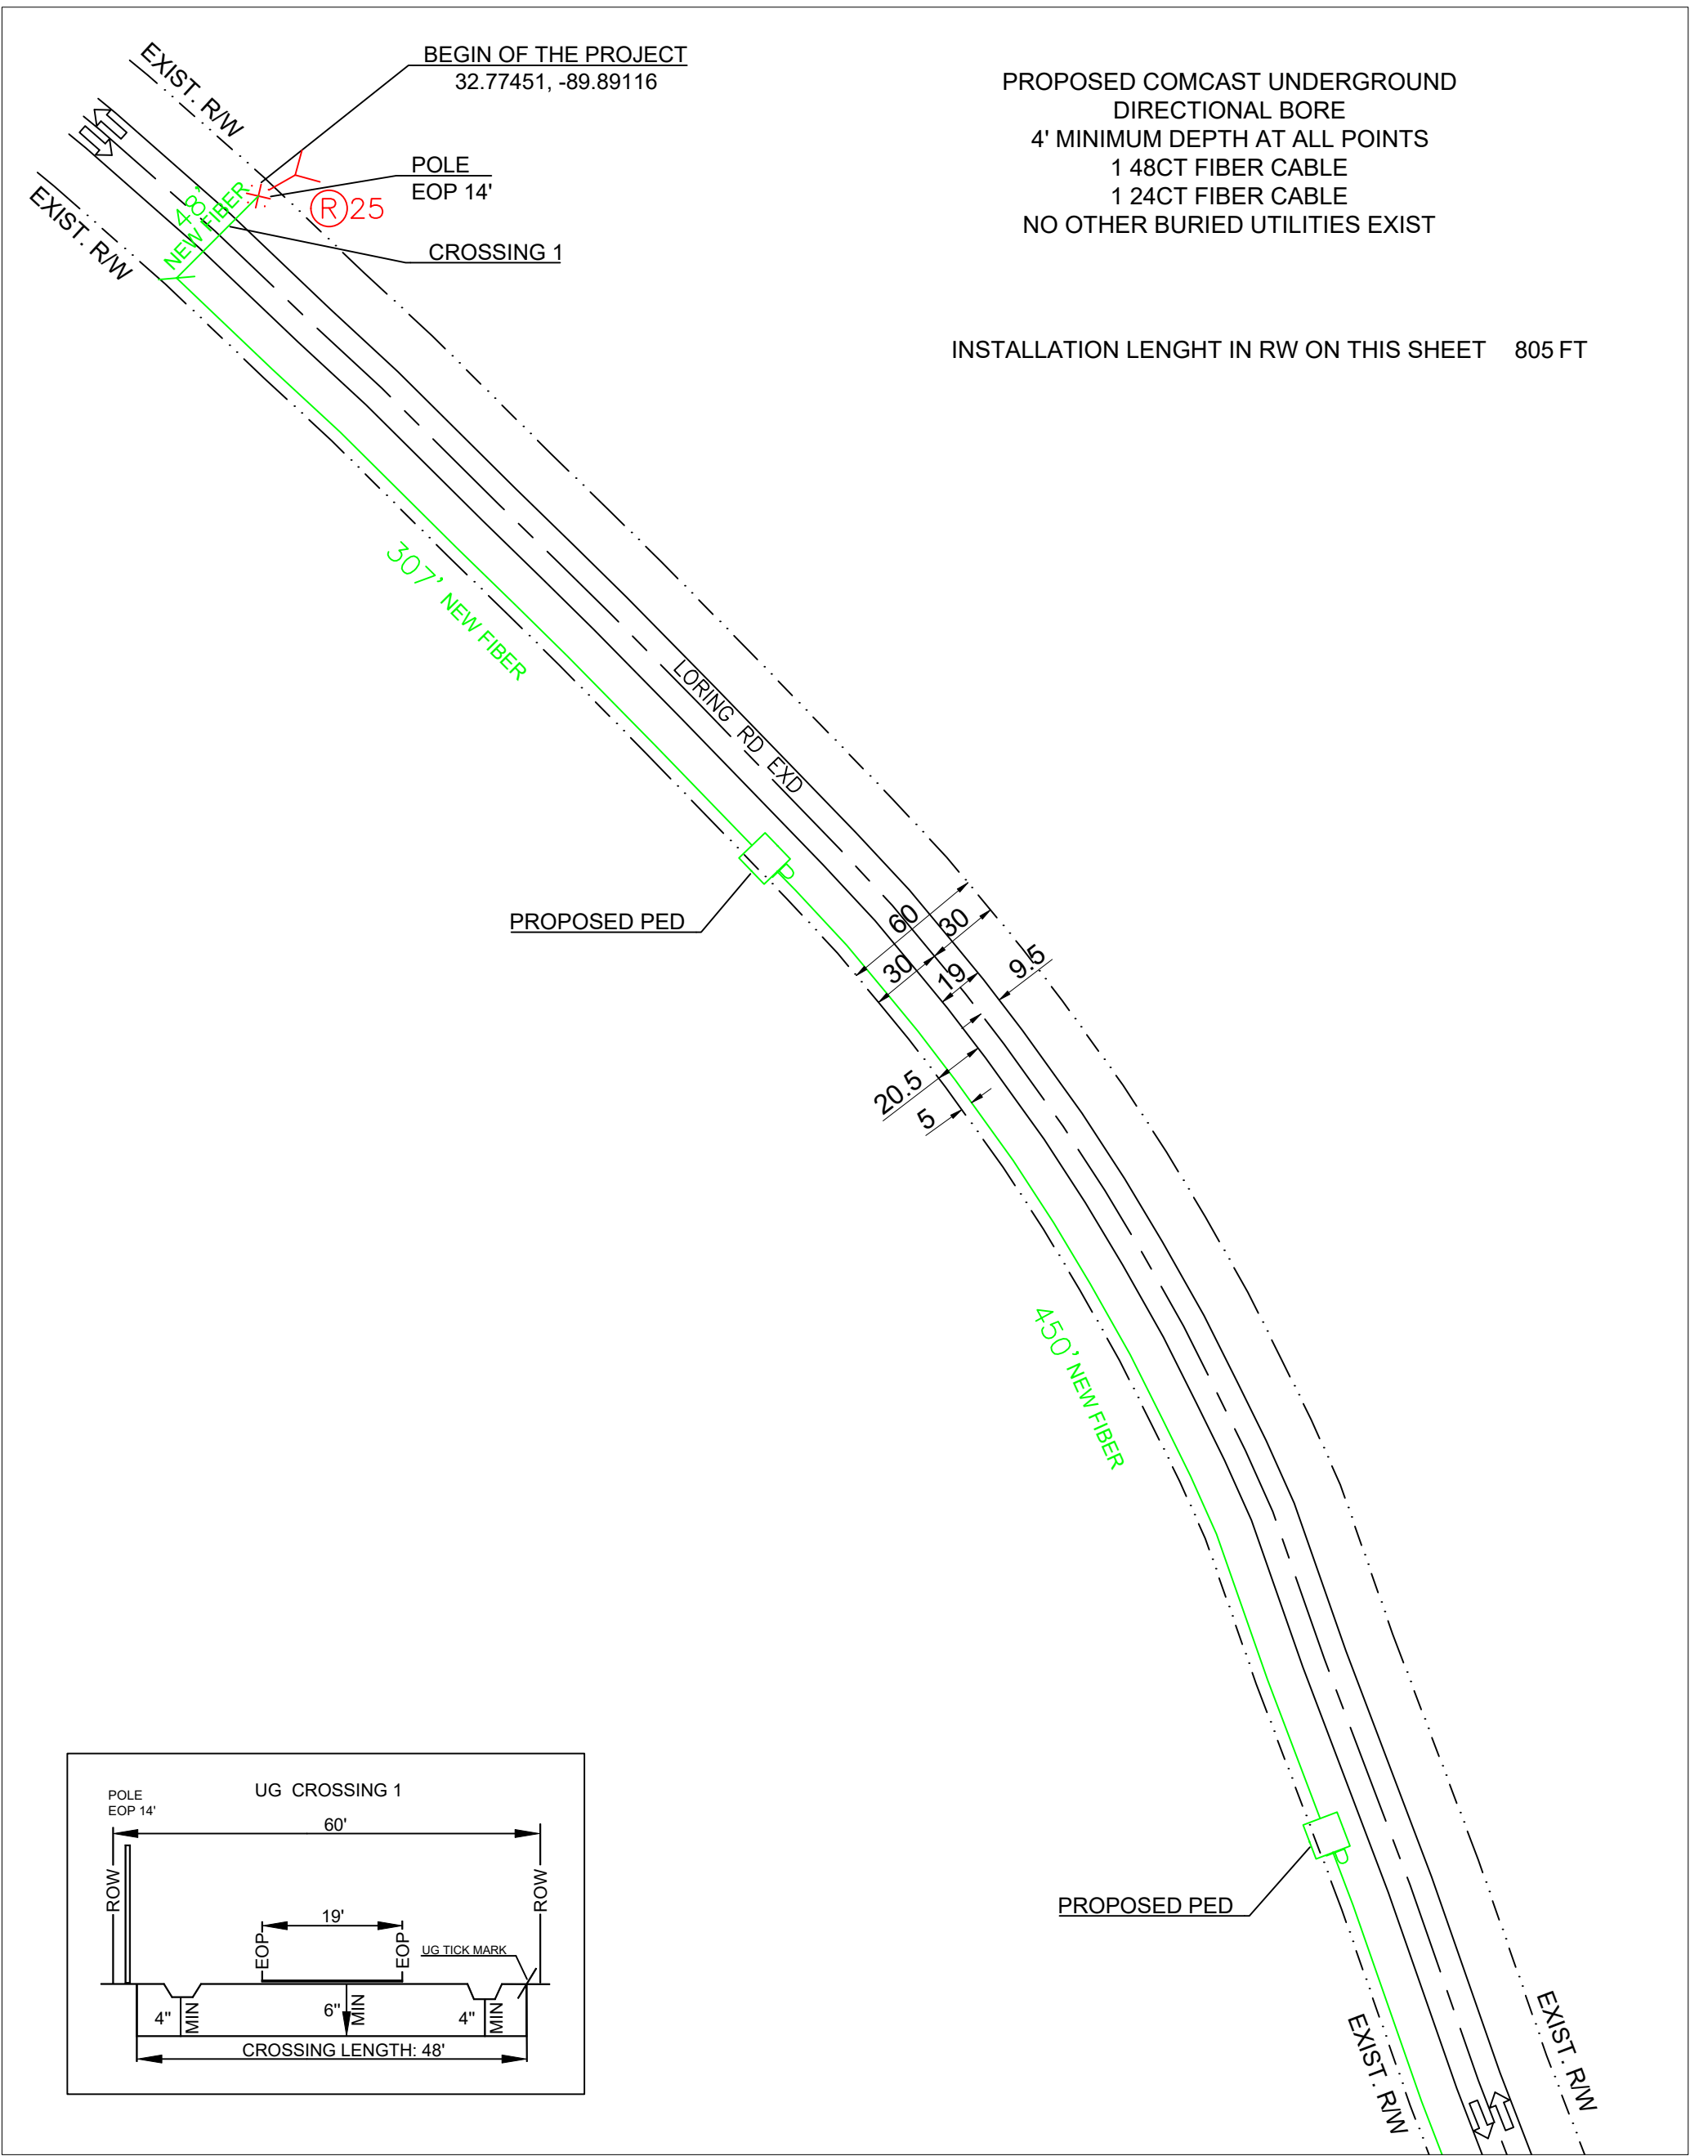 EXIST. R/W
BEGIN OF THE PROJECT
32.77451, -89.89116
PROPOSED COMCAST UNDERGROUND
DIRECTIONAL BORE
4' MINIMUM DEPTH AT ALL POINTS
1 48CT FIBER CABLE
1 24CT FIBER CABLE
NO OTHER BURIED UTILITIES EXIST
POLE
EOP 14'
R 25
EXIST. R/W
48'
NEW FIBER
CROSSING 1
INSTALLATION LENGHT IN RW ON THIS SHEET 805 FT
307' NEW FIBER
LORING RD EXD
PROPOSED PED
P
60
30
30
19
9.5
20.5
5
450' NEW FIBER
UG CROSSING 1
POLE
EOP 14'
60'
ROW
ROW
19'
EOP
EOP
UG TICK MARK
4" MIN
6" MIN
4" MIN
CROSSING LENGTH: 48'
P
PROPOSED PED
EXIST. R/W
EXIST. R/W